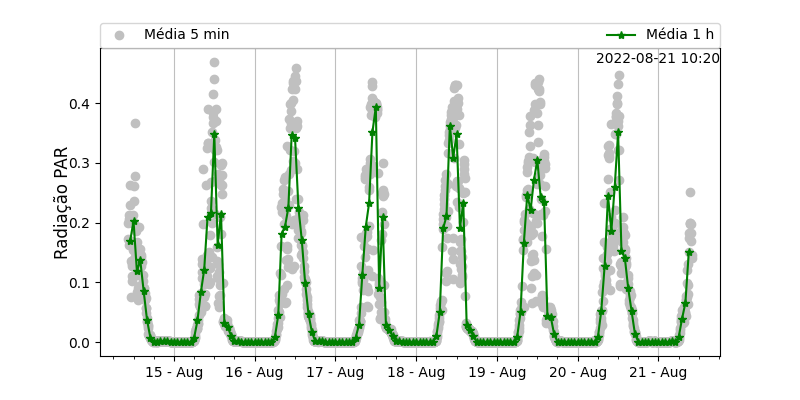 Média 5 min
Média 1 h
2022-08-21 10:20
Radiação PAR
0.4
0.3
0.2
0.1
0.0
15 - Aug
16 - Aug
17 - Aug
18 - Aug
19 - Aug
20 - Aug
21 - Aug